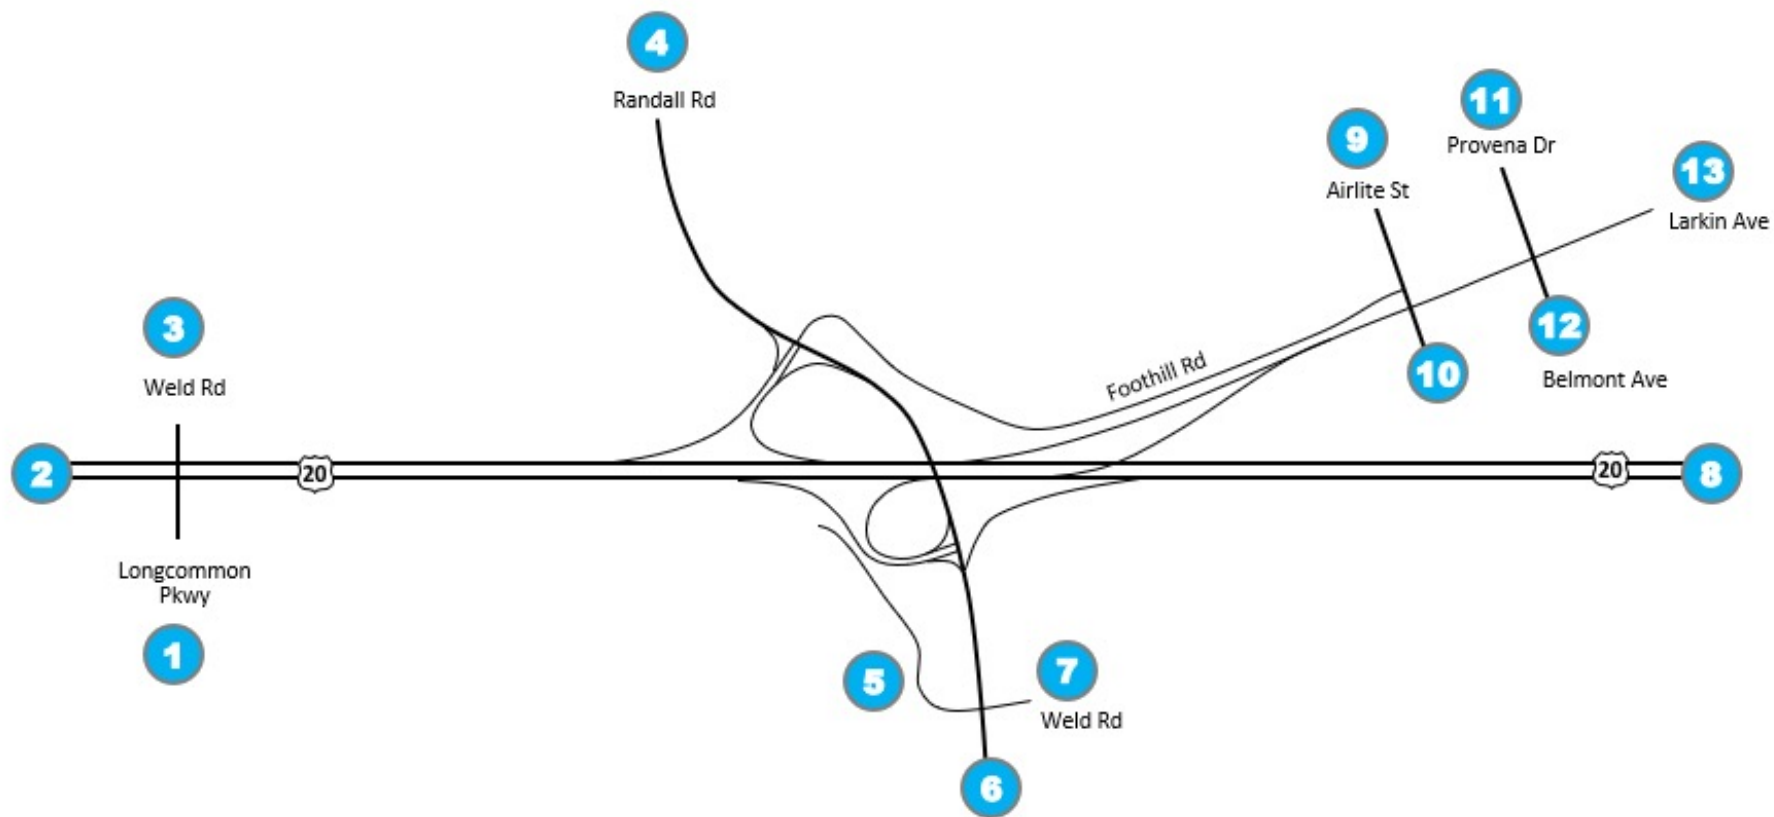 4
Randall Rd
11
Provena Dr
9
Airlite St
13
Larkin Ave
3
Weld Rd
Foothill Rd
12
10
Belmont Ave
2
20
20
8
Longcommon
Pkwy
1
5
7
Weld Rd
6